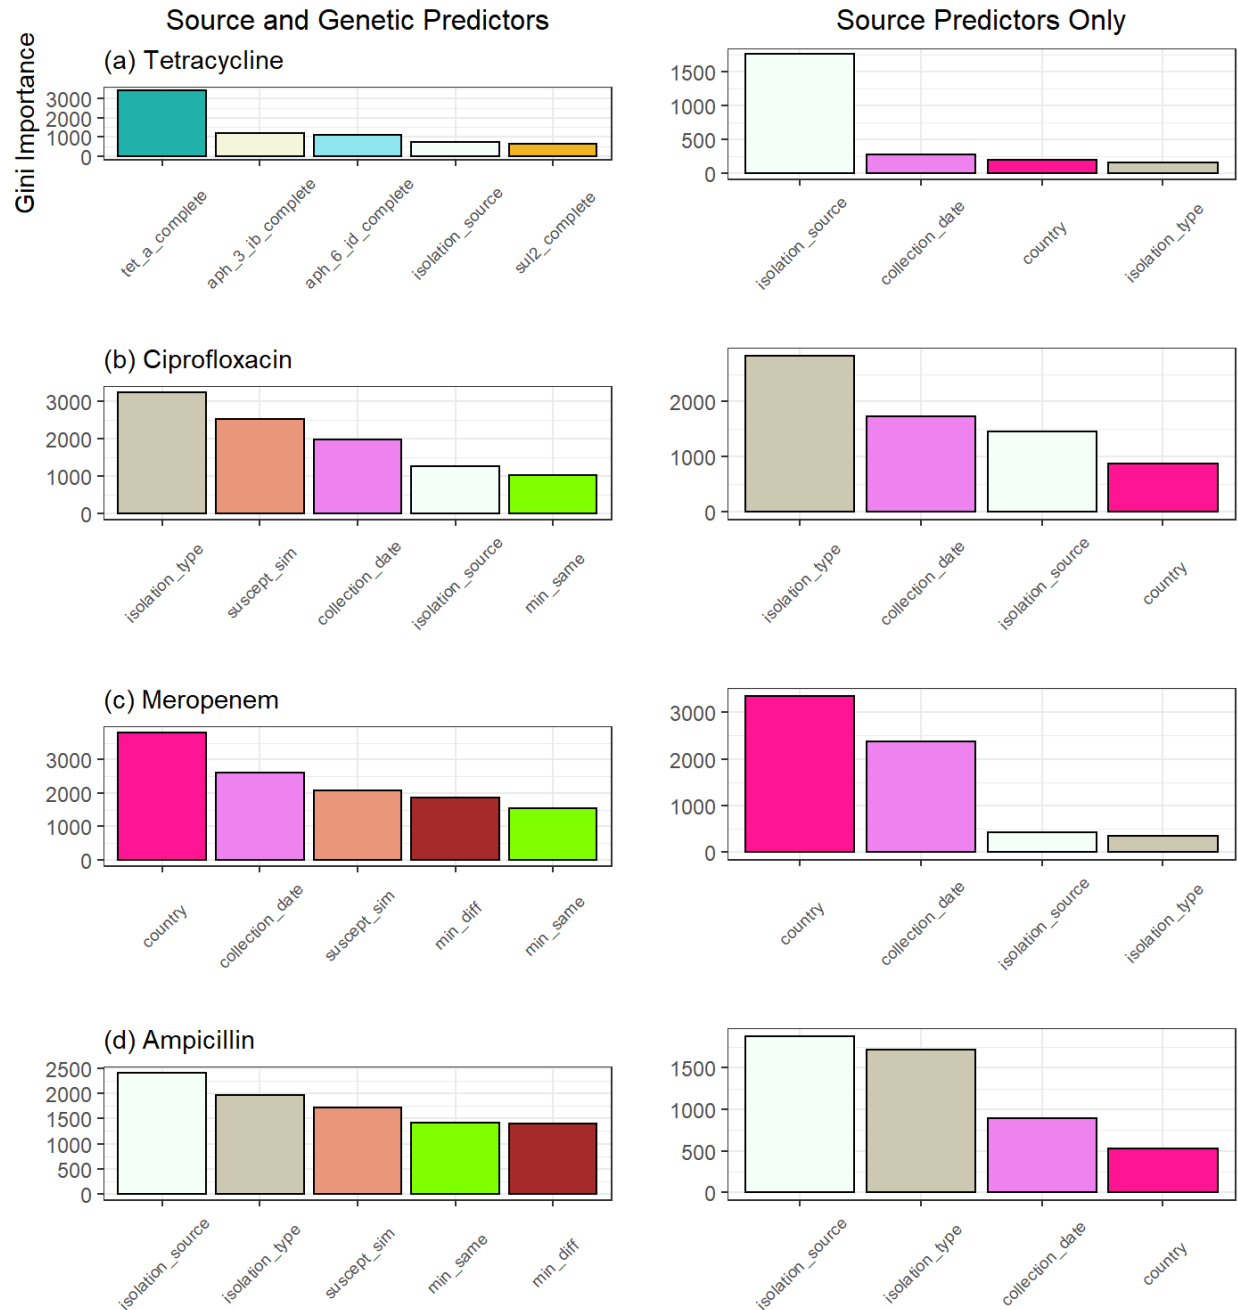 Source and Genetic Predictors
Source Predictors Only
Gini Importance
(a) Tetracycline
3000
2000
1000
0
tet_a_complete
aph_3_ib_complete
aph_6_id_complete
isolation_source
sul2_complete
1500
1000
500
0
isolation_source
collection_date
country
isolation_type
(b) Ciprofloxacin
3000
2000
1000
0
isolation_type
suscept_sim
collection_date
isolation_source
min_same
2000
1000
0
isolation_type
collection_date
isolation_source
country
(c) Meropenem
3000
2000
1000
0
country
collection_date
suscept_sim
min_diff
min_same
3000
2000
1000
0
country
collection_date
isolation_source
isolation_type
(d) Ampicillin
2500
2000
1500
1000
500
0
isolation_source
isolation_type
suscept_sim
min_same
min_diff
1500
1000
500
0
isolation_source
isolation_type
collection_date
country